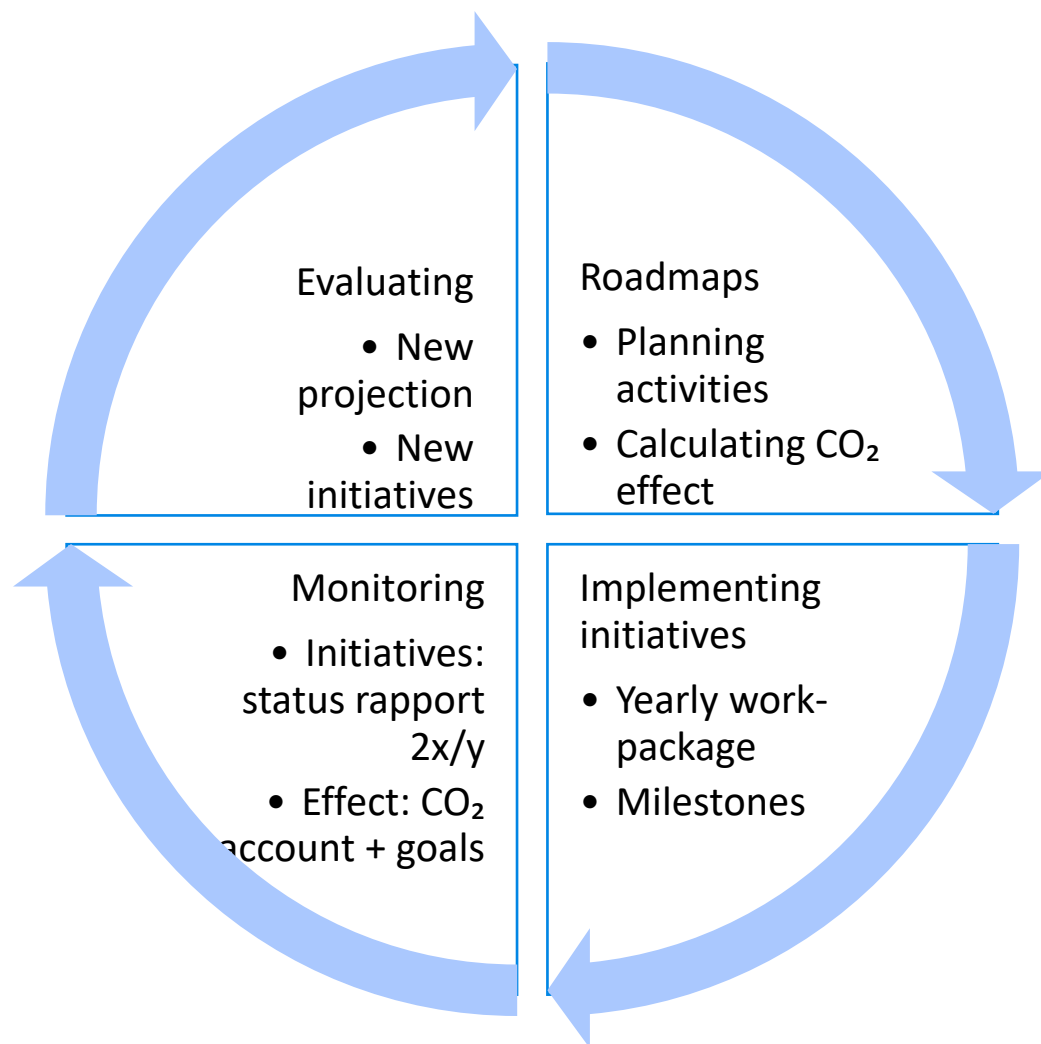 Evaluating
• New
projection
• New
initiatives
Roadmaps
• Planning
activities
• Calculating CO₂
effect
Monitoring
• Initiatives:
status rapport
2x/y
• Effect: CO₂
account + goals
Implementing
initiatives
• Yearly work-
package
• Milestones